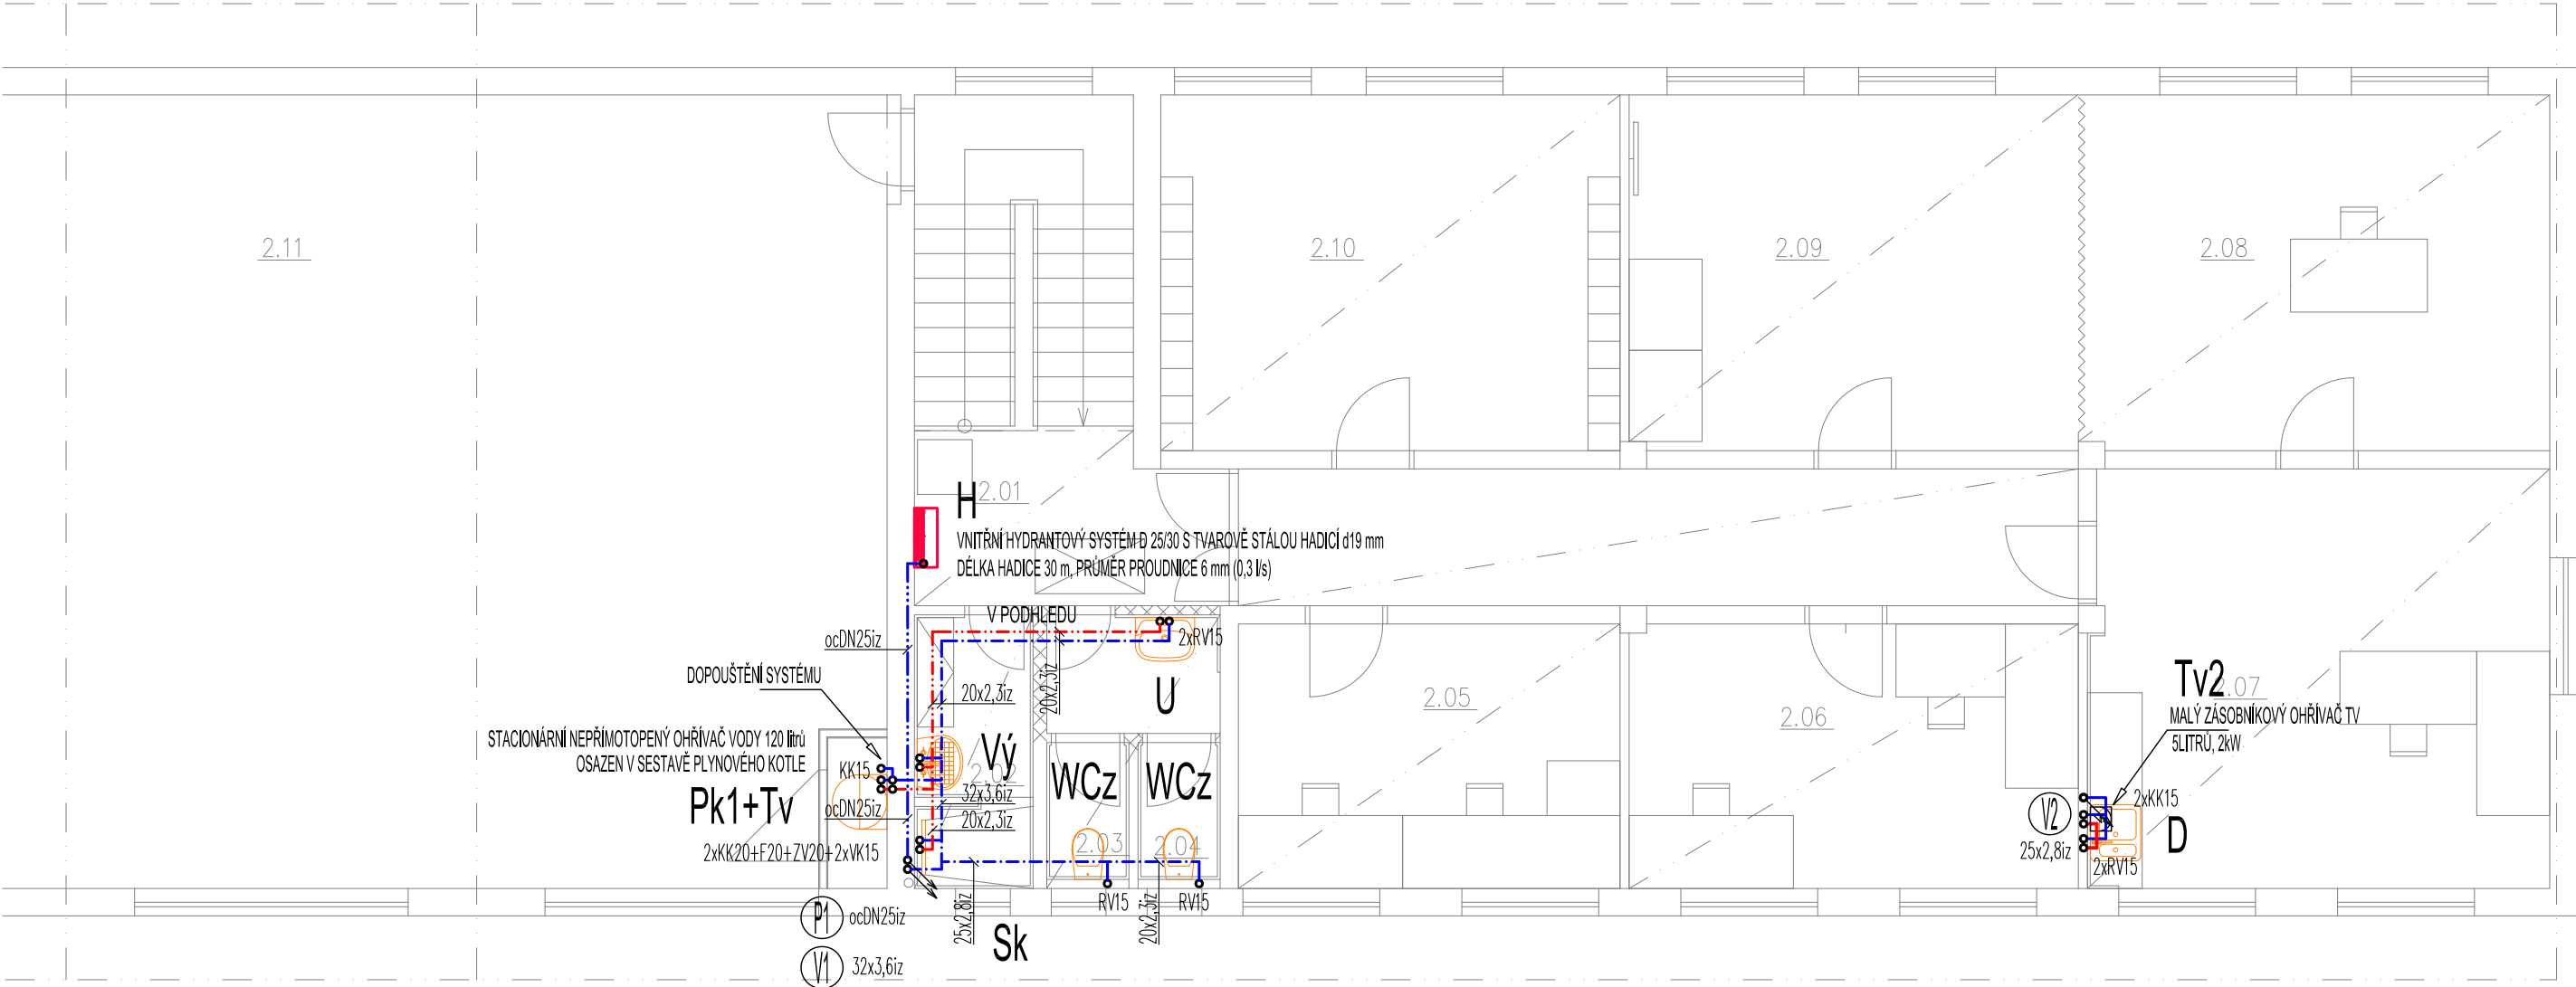 2.11
2.10
2.09
2.08
H
2.01
VNITŘNÍ HYDRANTOVÝ SYSTÉM D 25/30 S TVAROVĚ STÁLOU HADICÍ d19 mm
DÉLKA HADICE 30 m, PRŮMĚR PROUDNICE 6 mm (0,3 l/s)
V PODHLEDU
ocDN25iz
2xRV15
DOPOUŠTĚNÍ SYSTÉMU
20x2,3iz
20x2,3iz
U
2.05
2.06
Tv2
2.07
MALÝ ZÁSOBNÍKOVÝ OHŘÍVAČ TV
5LITRŮ, 2kW
STACIONÁRNÍ NEPŘÍMOTOPENÝ OHŘÍVAČ VODY 120 litrů
OSAZEN V SESTAVĚ PLYNOVÉHO KOTLE
KK15
Vý
2.02
WCz
WCz
Pk1+Tv
ocDN25iz
32x3,6iz
20x2,3iz
2xKK20+F20+ZV20+2xVK15
2.03
2.04
V2
25x2,8iz
2xKK15
D
2xRV15
RV15
RV15
P1
ocDN25iz
25x2,8iz
20x2,3iz
Sk
V1
32x3,6iz